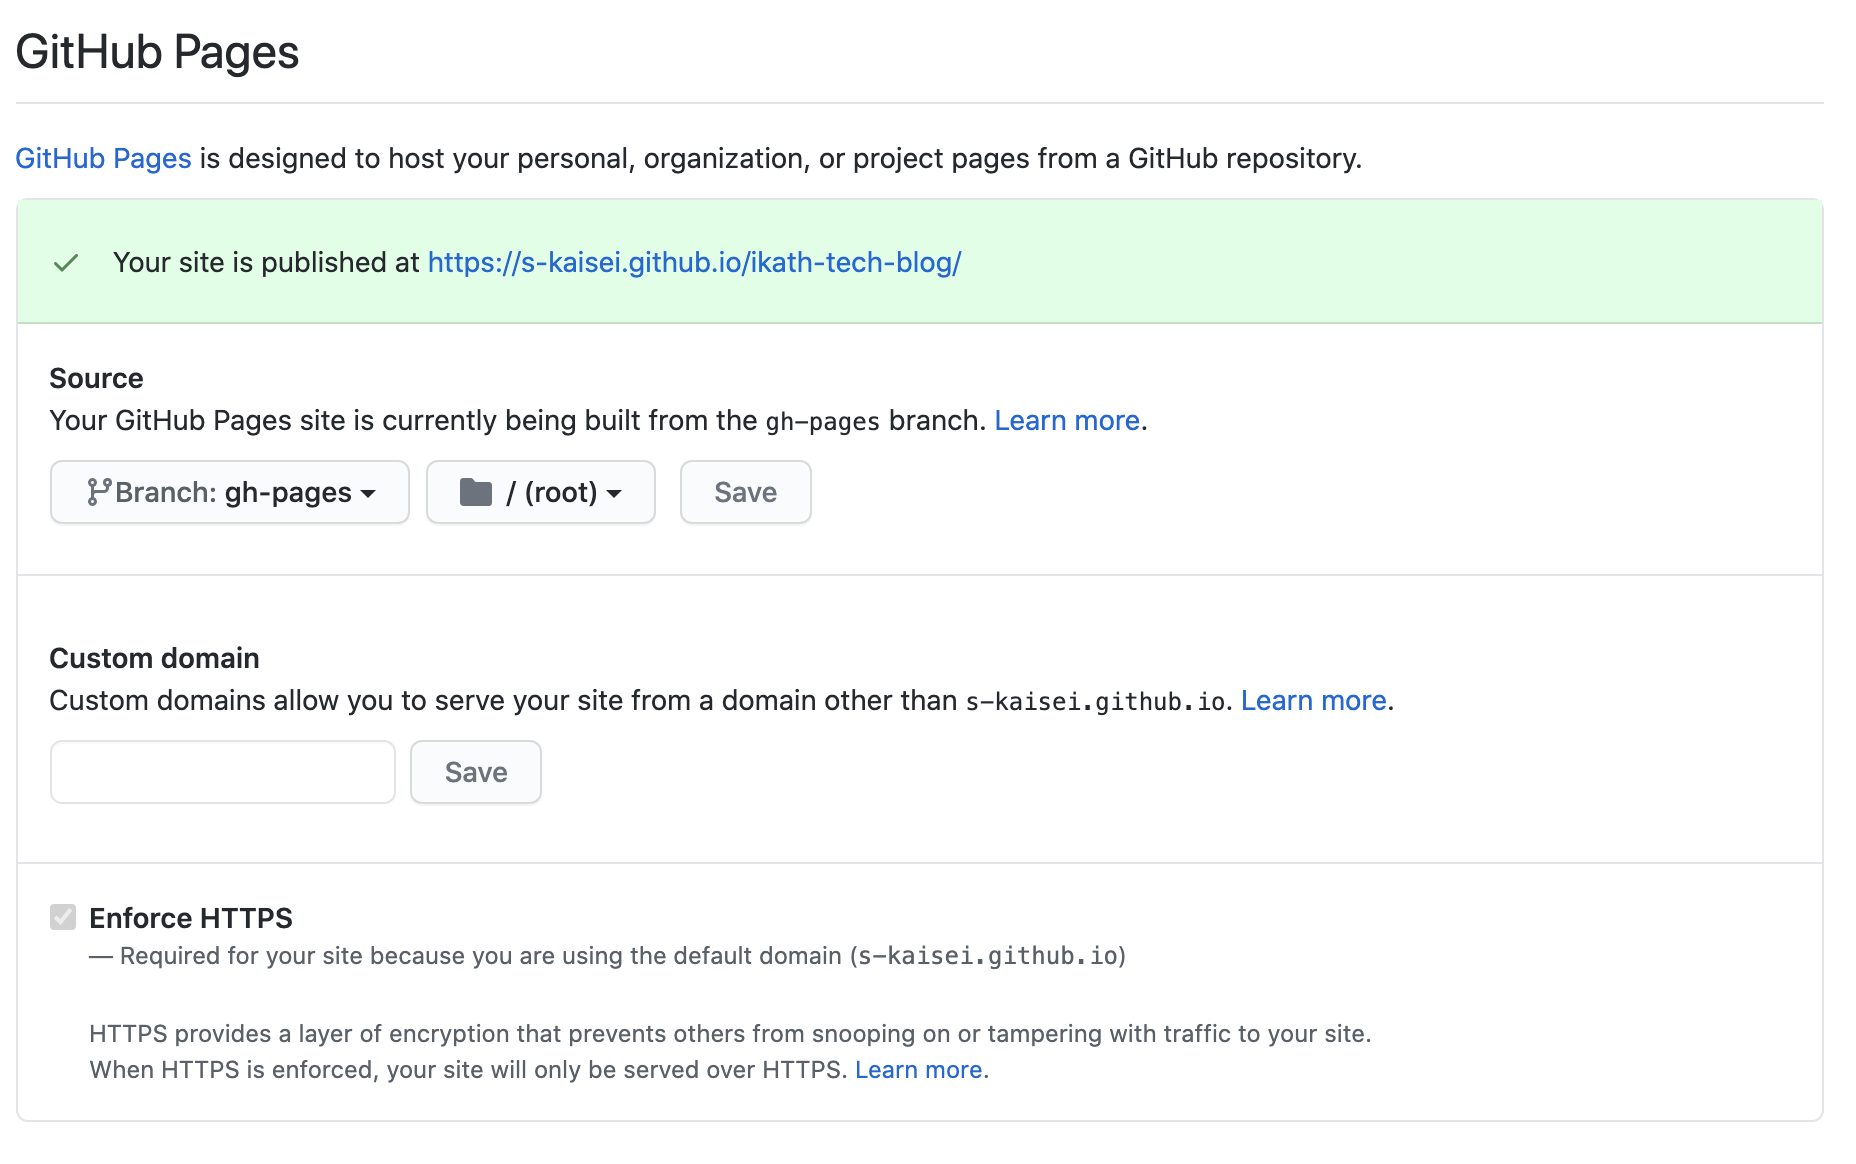 GitHub Pages
GitHub Pages is designed to host your personal, organization, or project pages from a GitHub repository.
Your site is published at https://s-kaisei.github.io/ikath-tech-blog/
Source
Your GitHub Pages site is currently being built from the gh-pages branch. Learn more.
Branch: gh-pages / (root) Save
Custom domain
Custom domains allow you to serve your site from a domain other than s-kaisei.github.io. Learn more.
Save
Enforce HTTPS
— Required for your site because you are using the default domain (s-kaisei.github.io)
HTTPS provides a layer of encryption that prevents others from snooping on or tampering with traffic to your site.
When HTTPS is enforced, your site will only be served over HTTPS. Learn more.